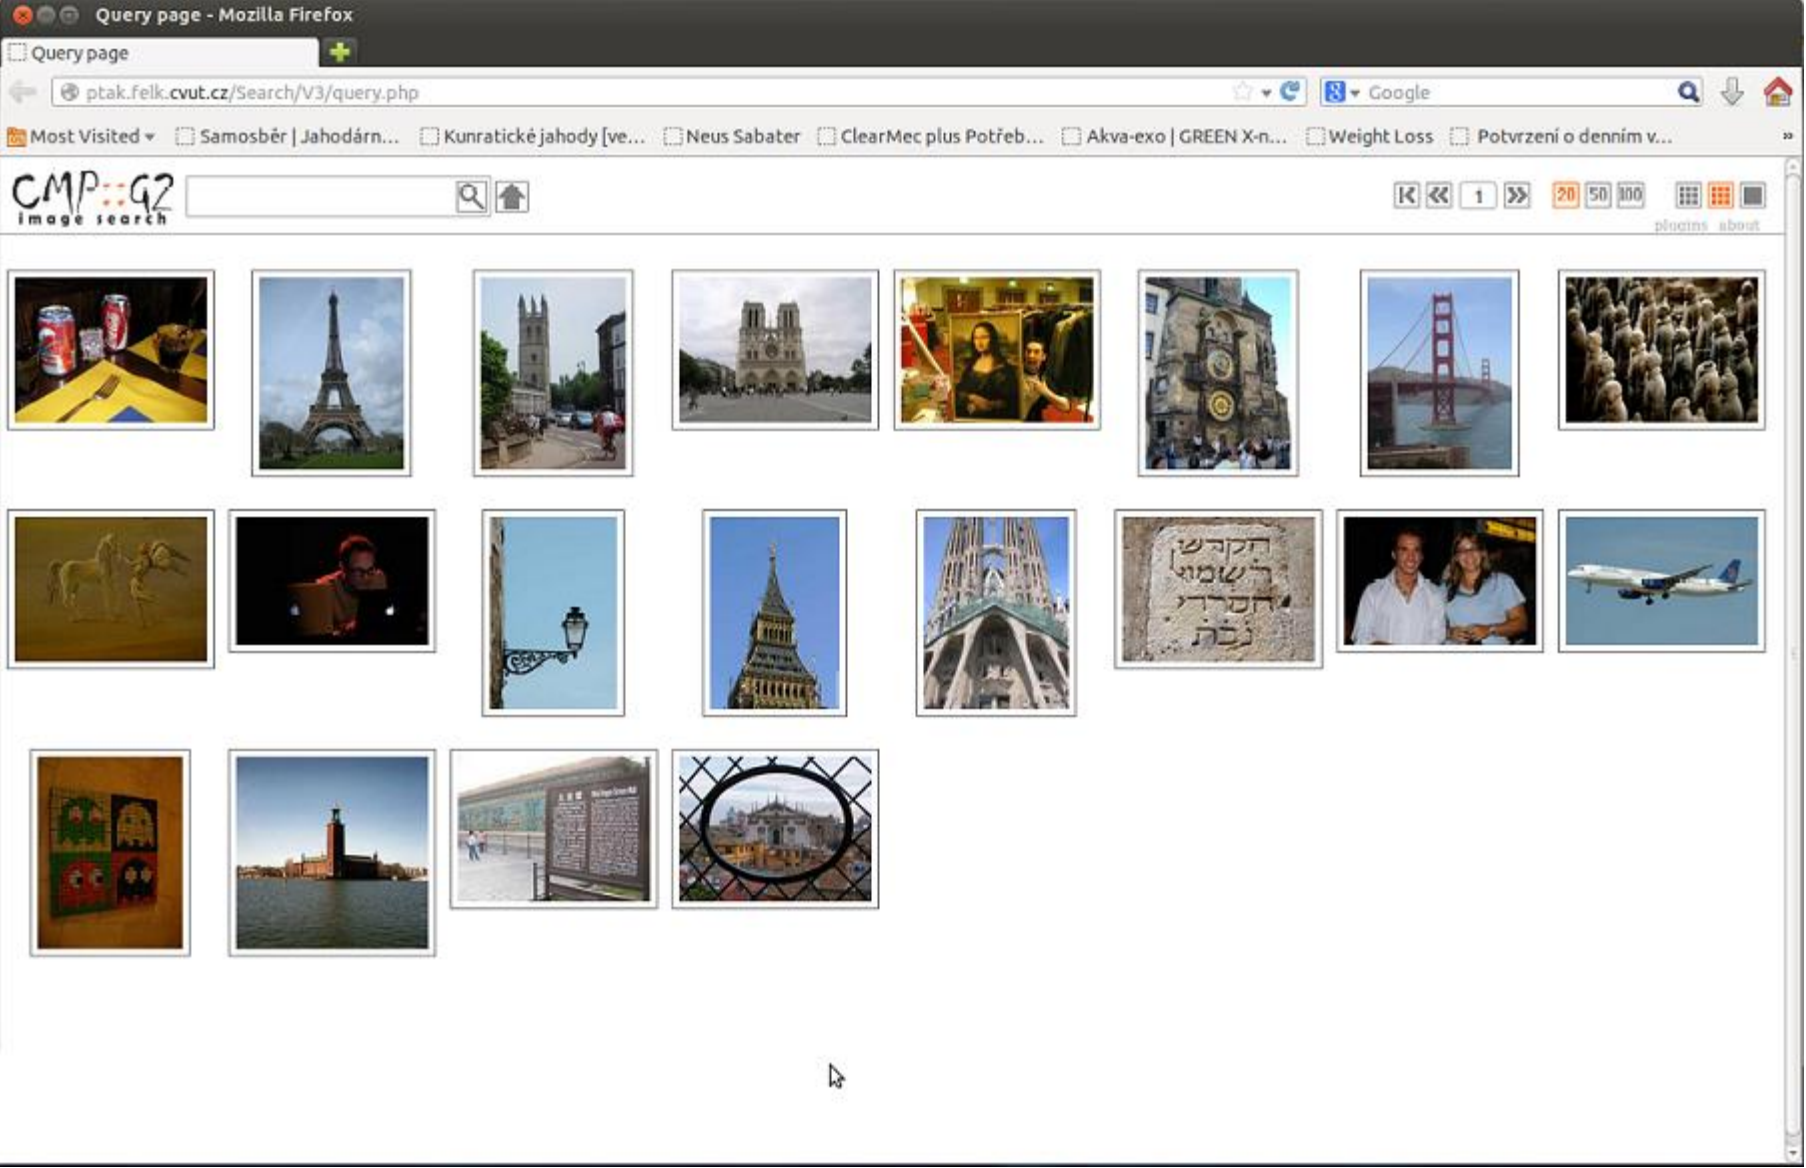 Query page - Mozilla Firefox
Query page
ptak.felk.cvut.cz/Search/V3/query.php
Google
Most Visited
Samosběr | Jahodárn...
Kunratické jahody [ve...
Neus Sabater
ClearMec plus Potřeb...
Akva-exo | GREEN X-n...
Weight Loss
Potvrzení o denním v...
»
CMP::G2
image search
1
20
50
100
plugins about
הקדש